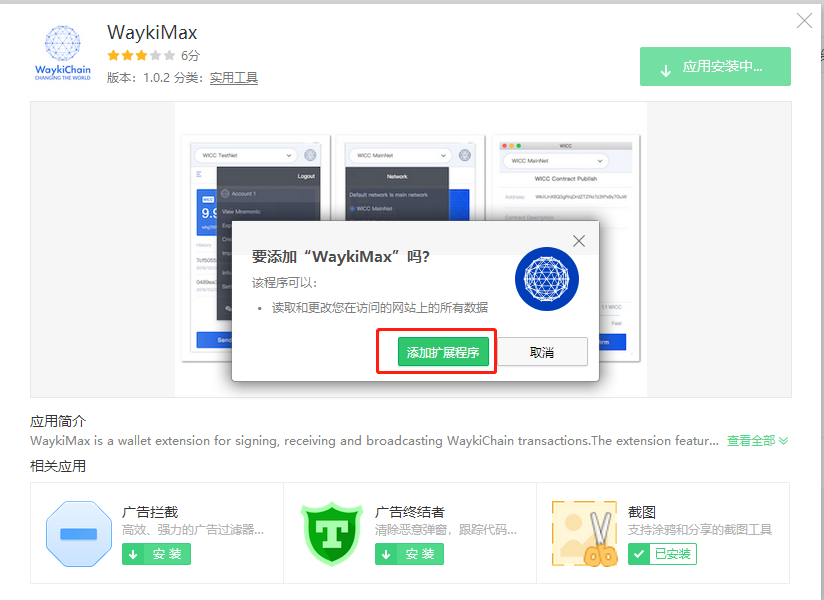 WaykiMax
6分
WaykiChain
CHANGING THE WORLD
版本：1.0.2 分类：实用工具
应用安装中...
WICC TestNet
Logout
Account 1
View Mnemonic
History
WICC MainNet
Network
Default network is main network
WICC MainNet
WICC
WICC MainNet
WICC Contract Publish
Address:
Contract Description
要添加“WaykiMax”吗？
该程序可以：
• 读取和更改您在访问的网站上的所有数据
添加扩展程序
取消
1.1 WICC
Fast
Send
应用简介
WaykiMax is a wallet extension for signing, receiving and broadcasting WaykiChain transactions.The extension featur...
查看全部
相关应用
广告拦截
高效、强力的广告过滤器...
安装
广告终结者
清除恶意弹窗，跟踪代码...
安装
截图
支持涂鸦和分享的截图工具
已安装